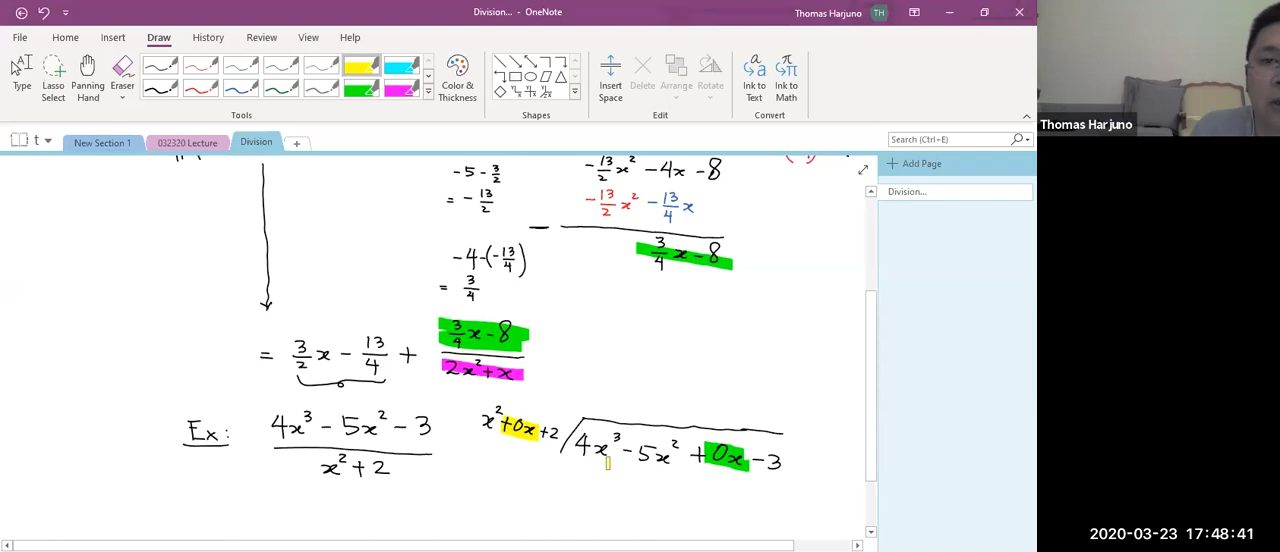 Division... - OneNote
Thomas Harjuno TH
File Home Insert Draw History Review View Help
Type Lasso Select Panning Hand Eraser Color & Thickness Insert Space Delete Arrange Rotate Ink to Text Ink to Math
Tools Shapes Edit Convert
t New Section 1 032320 Lecture Division + Search (Ctrl+E)
Thomas Harjuno
Add Page
Division...
-5 - 3/2
= - 13/2
-13/2 x² - 4x - 8
-13/2 x² - 13/4 x
-4 - (-13/4)
= 3/4
3/4 x - 8
= 3/2 x - 13/4 + (3/4 x - 8)/(2x² + x)
Ex: (4x³ - 5x² - 3)/(x² + 2)
x² + 0x + 2 ) 4x³ - 5x² + 0x - 3
2020-03-23 17:48:41